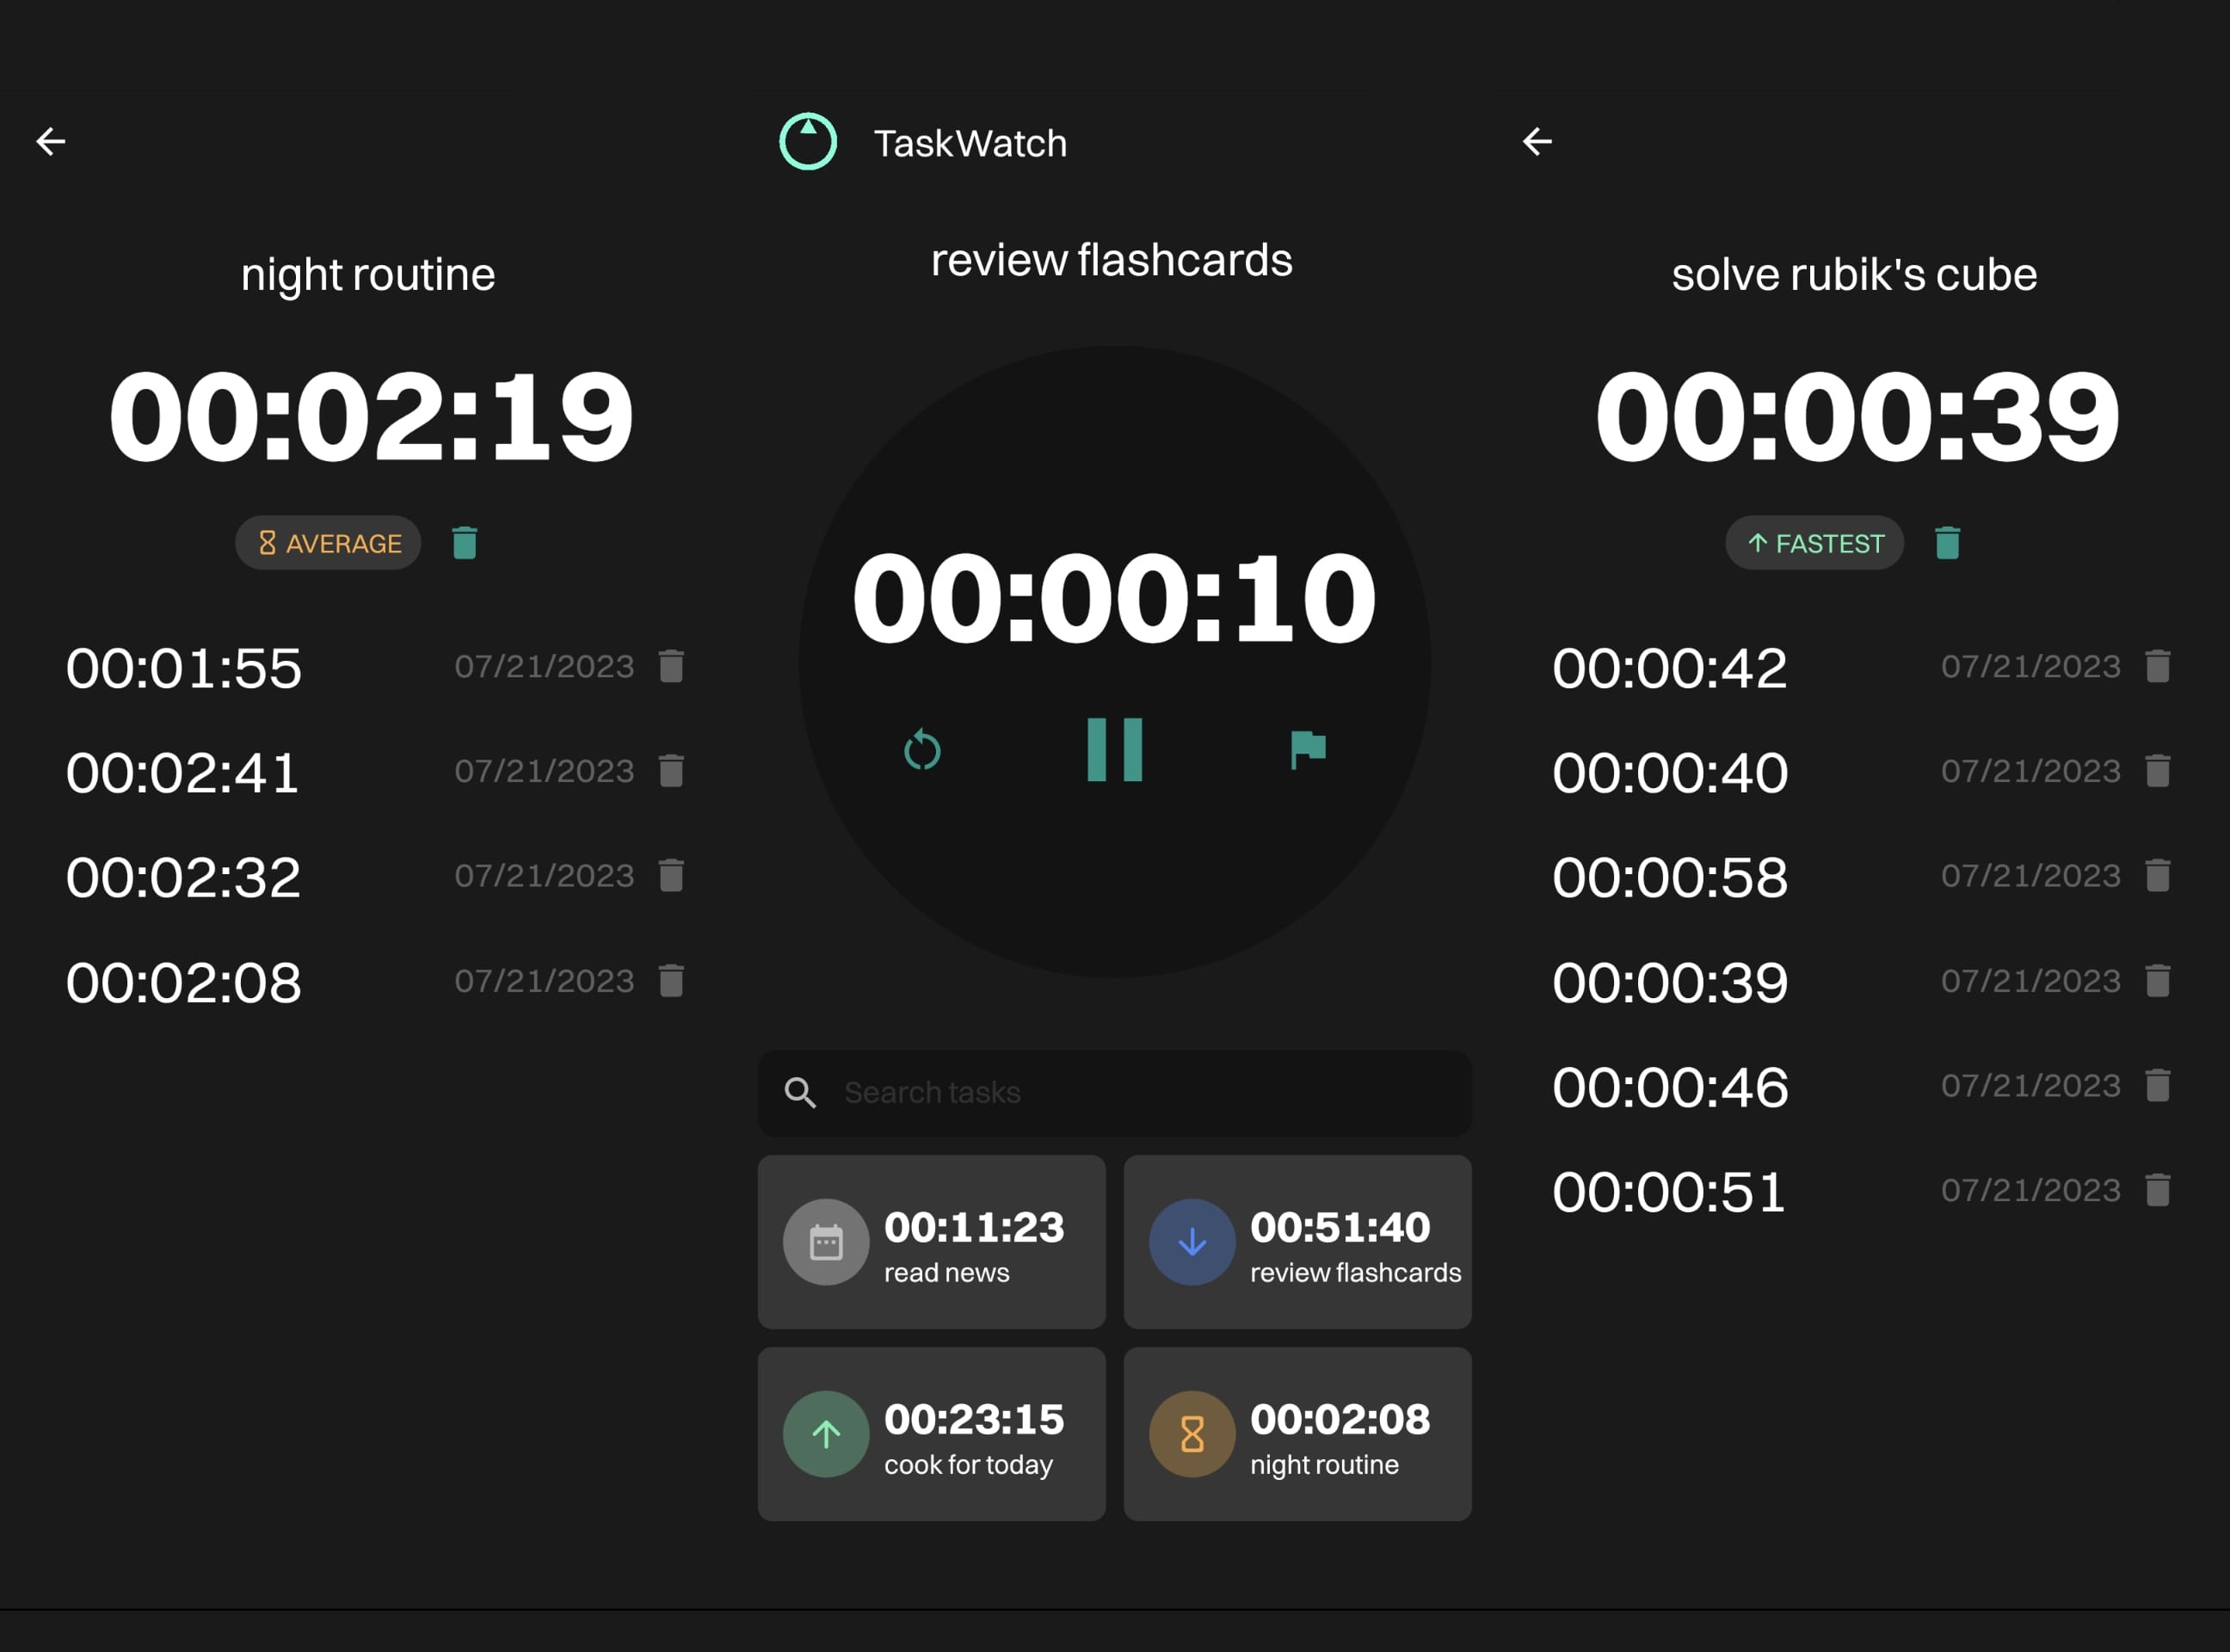 night routine
00:02:19
AVERAGE
00:01:55 07/21/2023
00:02:41 07/21/2023
00:02:32 07/21/2023
00:02:08 07/21/2023
TaskWatch
review flashcards
00:00:10
Search tasks
00:11:23
read news
00:51:40
review flashcards
00:23:15
cook for today
00:02:08
night routine
solve rubik's cube
00:00:39
FASTEST
00:00:42 07/21/2023
00:00:40 07/21/2023
00:00:58 07/21/2023
00:00:39 07/21/2023
00:00:46 07/21/2023
00:00:51 07/21/2023